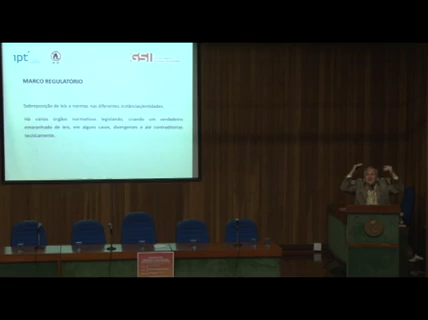 ipt
GSI
MARCO REGULATÓRIO
Sobreposição de leis e normas nas diferentes instâncias/entidades.
Há vários órgãos normativos legislando, criando um verdadeiro
emaranhado de leis, em alguns casos, divergentes e até contraditórias
tecnicamente.